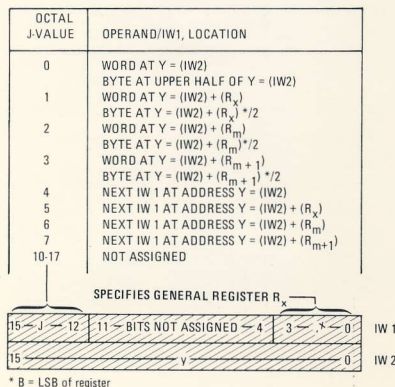 OCTAL
J-VALUE OPERAND/IW1, LOCATION
0 WORD AT Y = (IW2)
BYTE AT UPPER HALF OF Y = (IW2)
1 WORD AT Y = (IW2) + (Rx)
BYTE AT Y = (IW2) + (Rx) */2
2 WORD AT Y = (IW2) + (Rm)
BYTE AT Y = (IW2) + (Rm)*/2
3 WORD AT Y = (IW2) + (Rm + 1)
BYTE AT Y = (IW2) + (Rm + 1) */2
4 NEXT IW 1 AT ADDRESS Y = (IW2)
5 NEXT IW 1 AT ADDRESS Y = (IW2) + (Rx)
6 NEXT IW 1 AT ADDRESS Y = (IW2) + (Rm)
7 NEXT IW 1 AT ADDRESS Y = (IW2) + (Rm+1)
10-17 NOT ASSIGNED
SPECIFIES GENERAL REGISTER Rx
15 – J – 12 11 – BITS NOT ASSIGNED – 4 3 – x – 0 IW 1
15 y 0 IW 2
* B = LSB of register